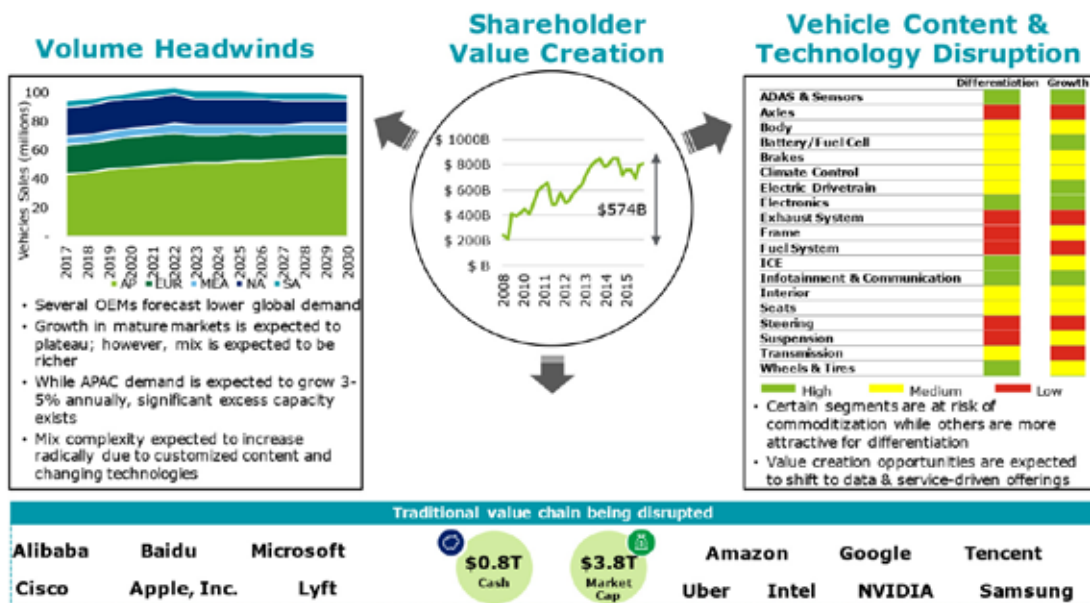 Volume Headwinds
Shareholder
Value Creation
Vehicle Content &
Technology Disruption
Vehicles Sales (millions)
100
80
60
40
20
-
2017
2018
2019
2020
2021
2022
2023
2024
2025
2026
2027
2028
2029
2030
AP EUR MEA NA SA
• Several OEMs forecast lower global demand
• Growth in mature markets is expected to
plateau; however, mix is expected to be
richer
• While APAC demand is expected to grow 3-
5% annually, significant excess capacity
exists
• Mix complexity expected to increase
radically due to customized content and
changing technologies
$ 1000B
$ 800B
$ 600B
$ 400B
$ 200B
$ B
$574B
2008
2010
2011
2012
2013
2014
2015
Differentiation Growth
ADAS & Sensors
Axles
Body
Battery/Fuel Cell
Brakes
Climate Control
Electric Drivetrain
Electronics
Exhaust System
Frame
Fuel System
ICE
Infotainment & Communication
Interior
Seats
Steering
Suspension
Transmission
Wheels & Tires
High Medium Low
• Certain segments are at risk of
commoditization while others are more
attractive for differentiation
• Value creation opportunities are expected
to shift to data & service-driven offerings
Traditional value chain being disrupted
Alibaba Baidu Microsoft
Cisco Apple, Inc. Lyft
$0.8T
Cash
$3.8T
Market
Cap
Amazon Google Tencent
Uber Intel NVIDIA Samsung